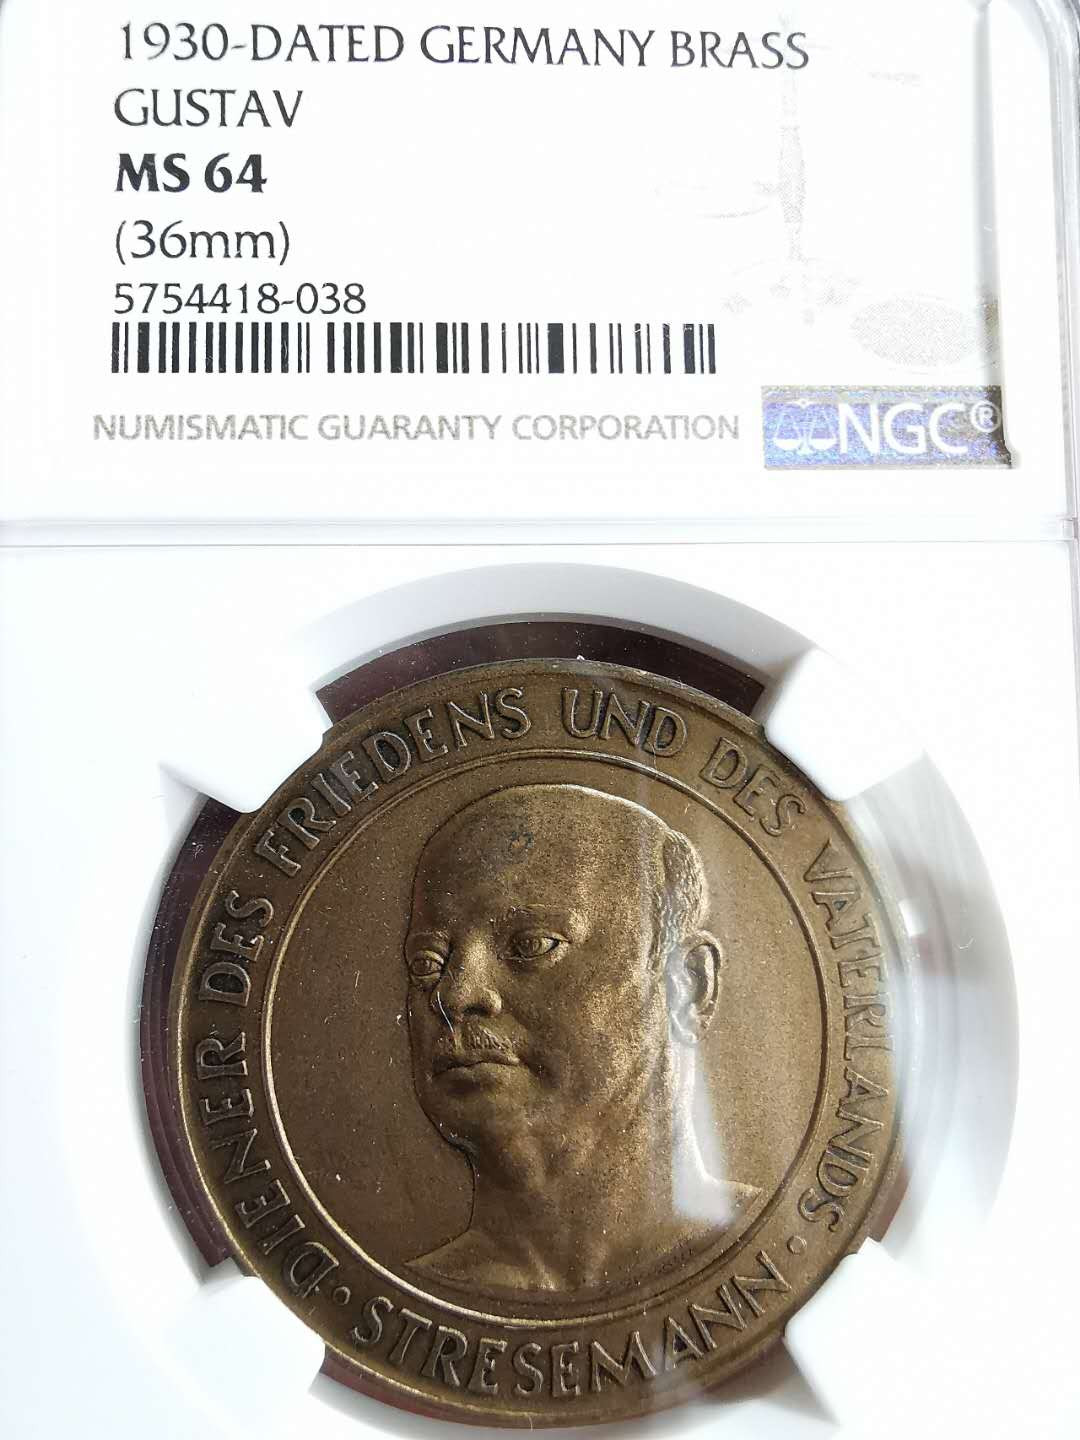 1930-DATED GERMANY BRASS
GUSTAV
MS 64
(36mm)
5754418-038
NUMISMATIC GUARANTY CORPORATION
NGC®
DIENER DES FRIEDENS UND DES VATERLANDS
· STRESEMANN ·